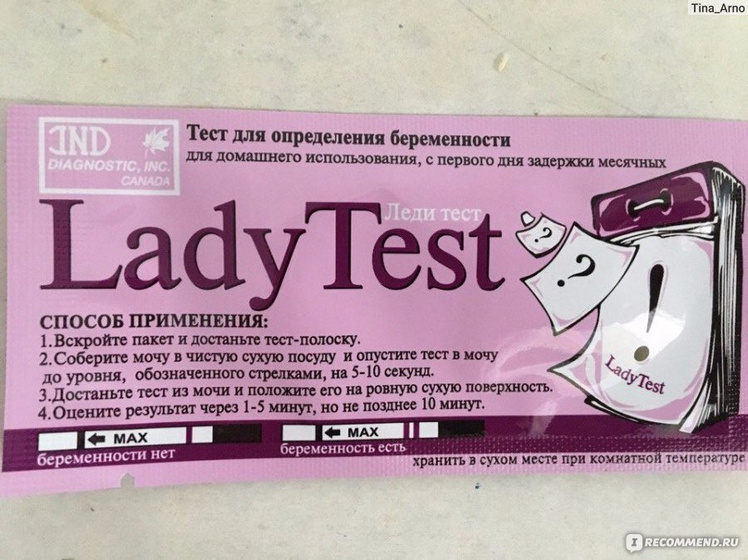 Tina_Arno
IND
DIAGNOSTIC, INC.
CANADA
Тест для определения беременности
для домашнего использования, с первого дня задержки месячных
Леди тест
LadyTest
?
?
!
LadyTest
СПОСОБ ПРИМЕНЕНИЯ:
1.Вскройте пакет и достаньте тест-полоску.
2.Соберите мочу в чистую сухую посуду и опустите тест в мочу
до уровня, обозначенного стрелками, на 5-10 секунд.
3.Достаньте тест из мочи и положите его на ровную сухую поверхность.
4.Оцените результат через 1-5 минут, но не позднее 10 минут.
MAX
беременности нет
MAX
беременность есть
хранить в сухом месте при комнатной температуре
I RECOMMEND.RU